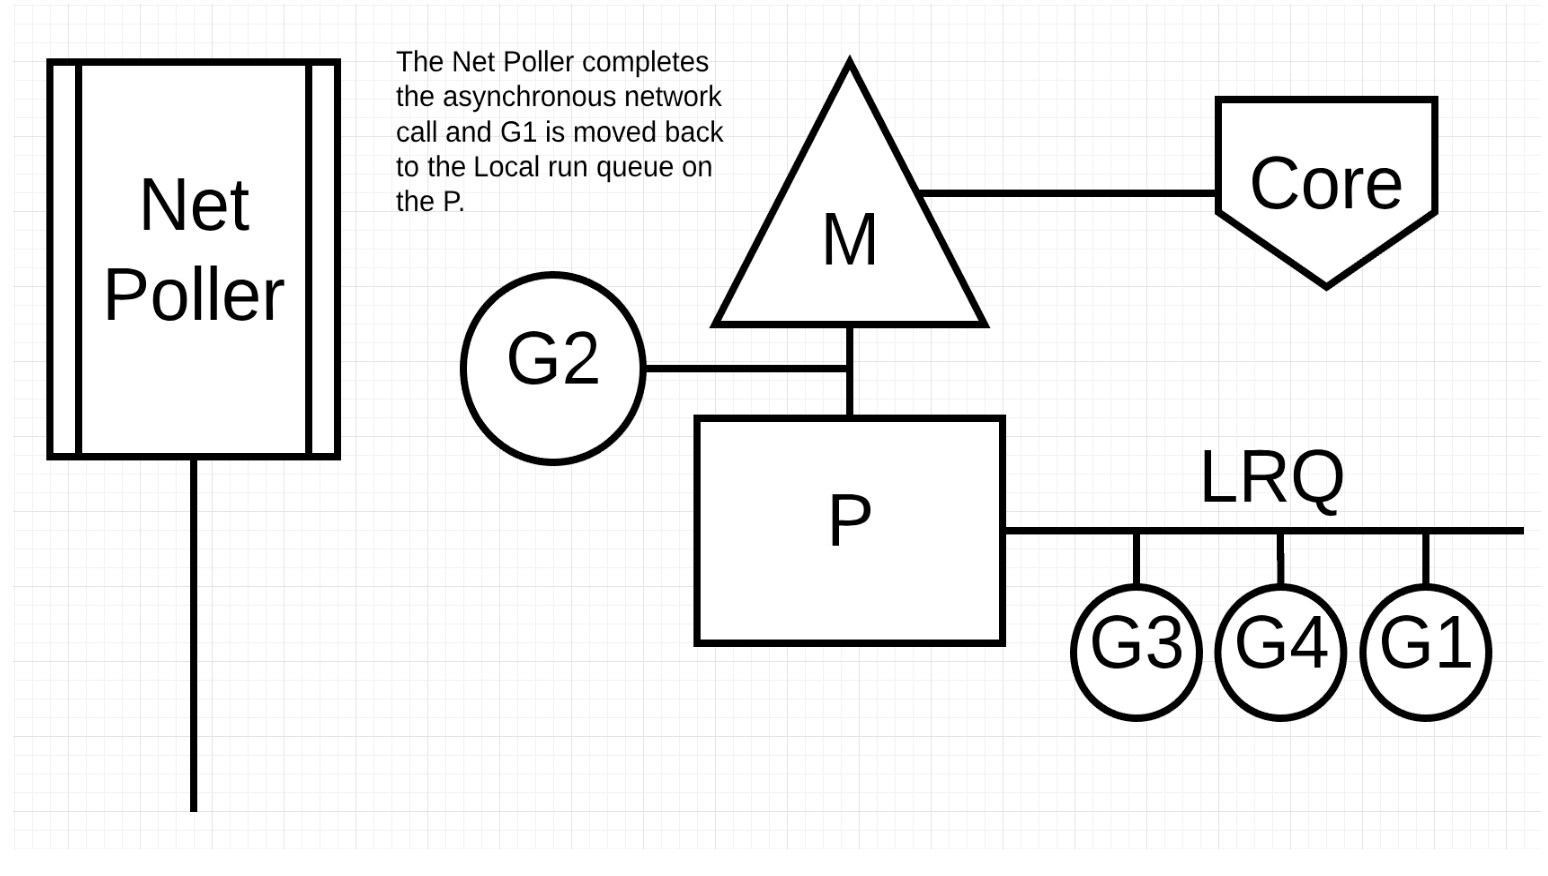 Net
Poller
The Net Poller completes
the asynchronous network
call and G1 is moved back
to the Local run queue on
the P.
M
Core
G2
P
LRQ
G3
G4
G1